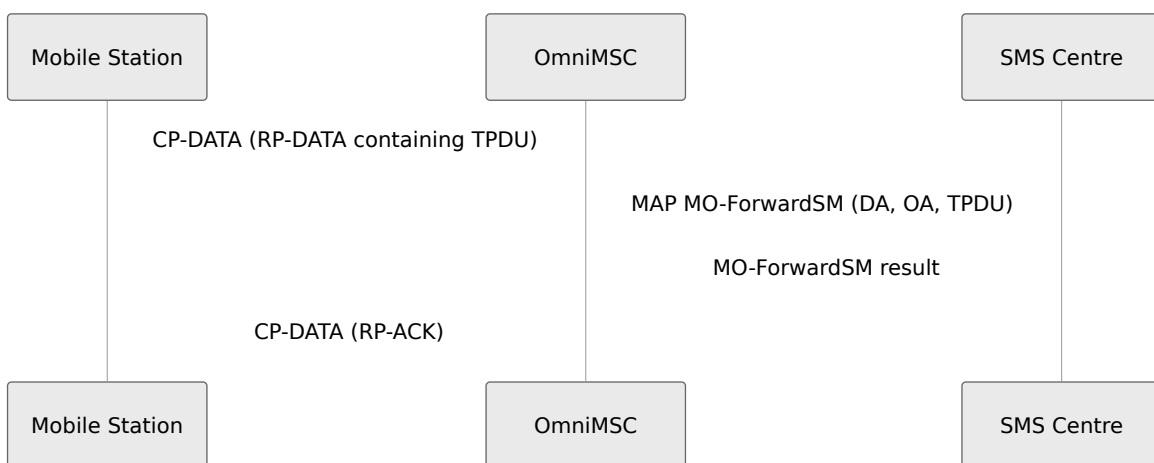 Mobile Station
OmniMSC
SMS Centre
CP-DATA (RP-DATA containing TPDU)
MAP MO-ForwardSM (DA, OA, TPDU)
MO-ForwardSM result
CP-DATA (RP-ACK)
Mobile Station
OmniMSC
SMS Centre